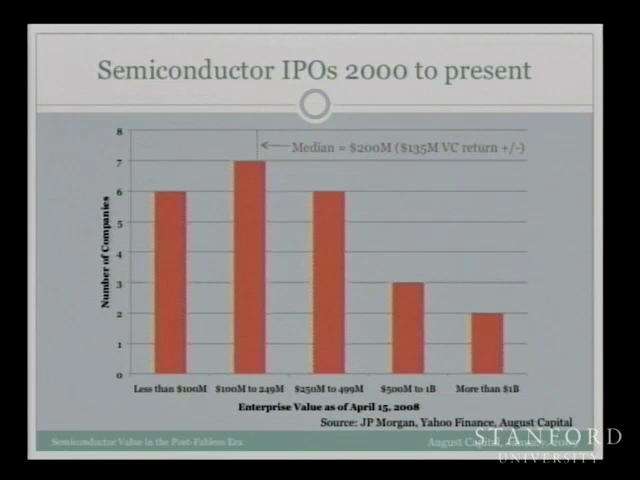 Semiconductor IPOs 2000 to present
8
Median = $200M ($135M VC return +/-)
7
6
5
4
3
2
1
0
Number of Companies
Less than $100M $100M to 249M $250M to 499M $500M to 1B More than $1B
Enterprise Value as of April 15, 2008
Source: JP Morgan, Yahoo Finance, August Capital
Semiconductor Value in the Post-Fabless Era
August Capital,
STANFORD
UNIVERSITY